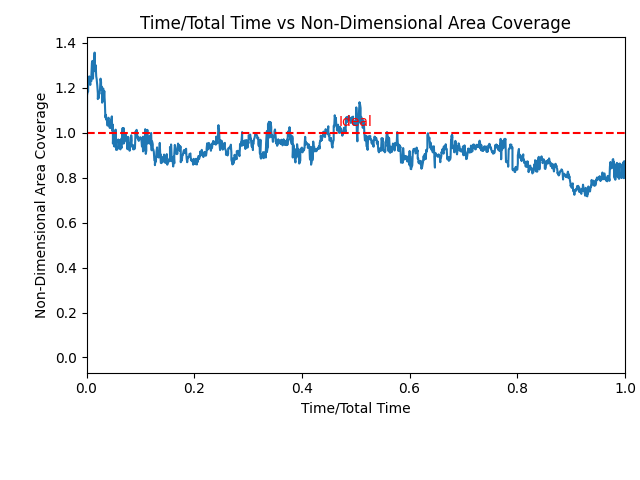 Time/Total Time vs Non-Dimensional Area Coverage
Non-Dimensional Area Coverage
1.4
1.2
1.0
0.8
0.6
0.4
0.2
0.0
Ideal
0.0 0.2 0.4 0.6 0.8 1.0
Time/Total Time